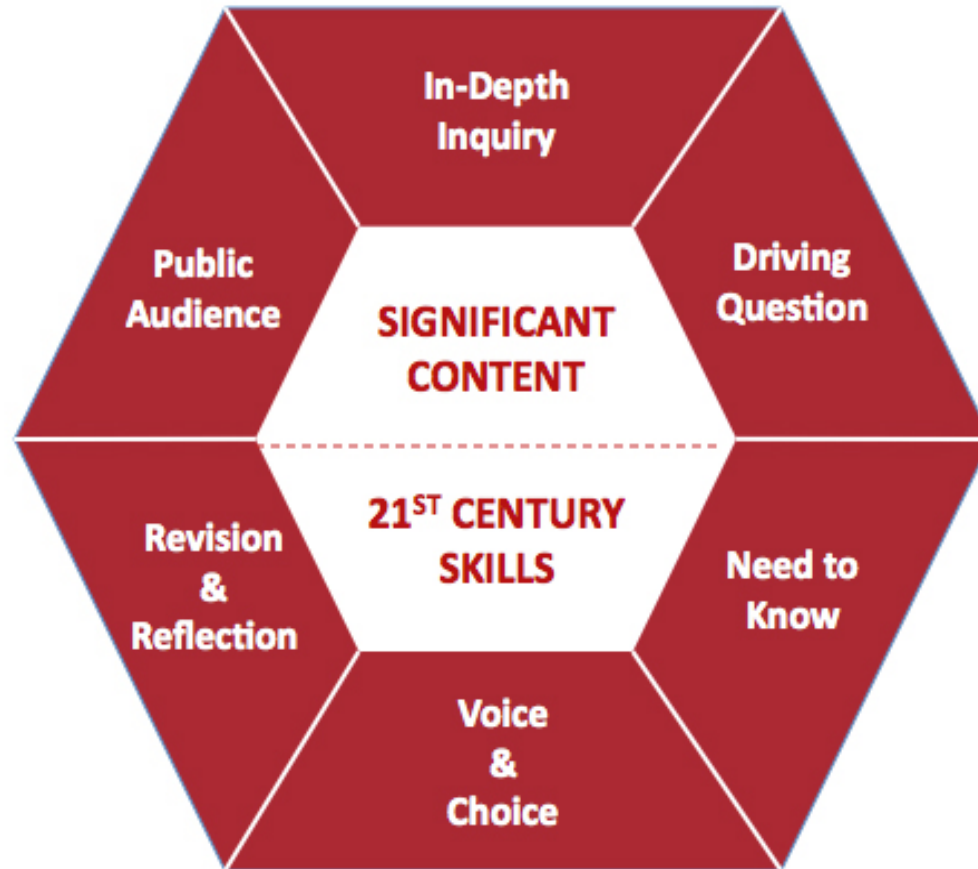 In-Depth
Inquiry
Driving
Question
Need to
Know
Voice
&
Choice
Revision
&
Reflection
Public
Audience
SIGNIFICANT
CONTENT
21ST CENTURY
SKILLS